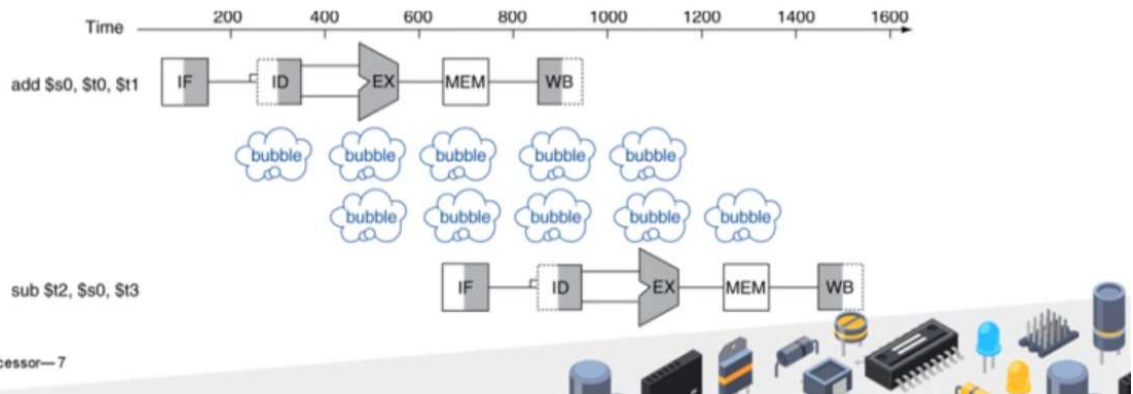 Time 200 400 600 800 1000 1200 1400 1600
add $s0, $t0, $t1 IF ID EX MEM WB
bubble bubble bubble bubble bubble
bubble bubble bubble bubble bubble
sub $t2, $s0, $t3 IF ID EX MEM WB
cessor—7